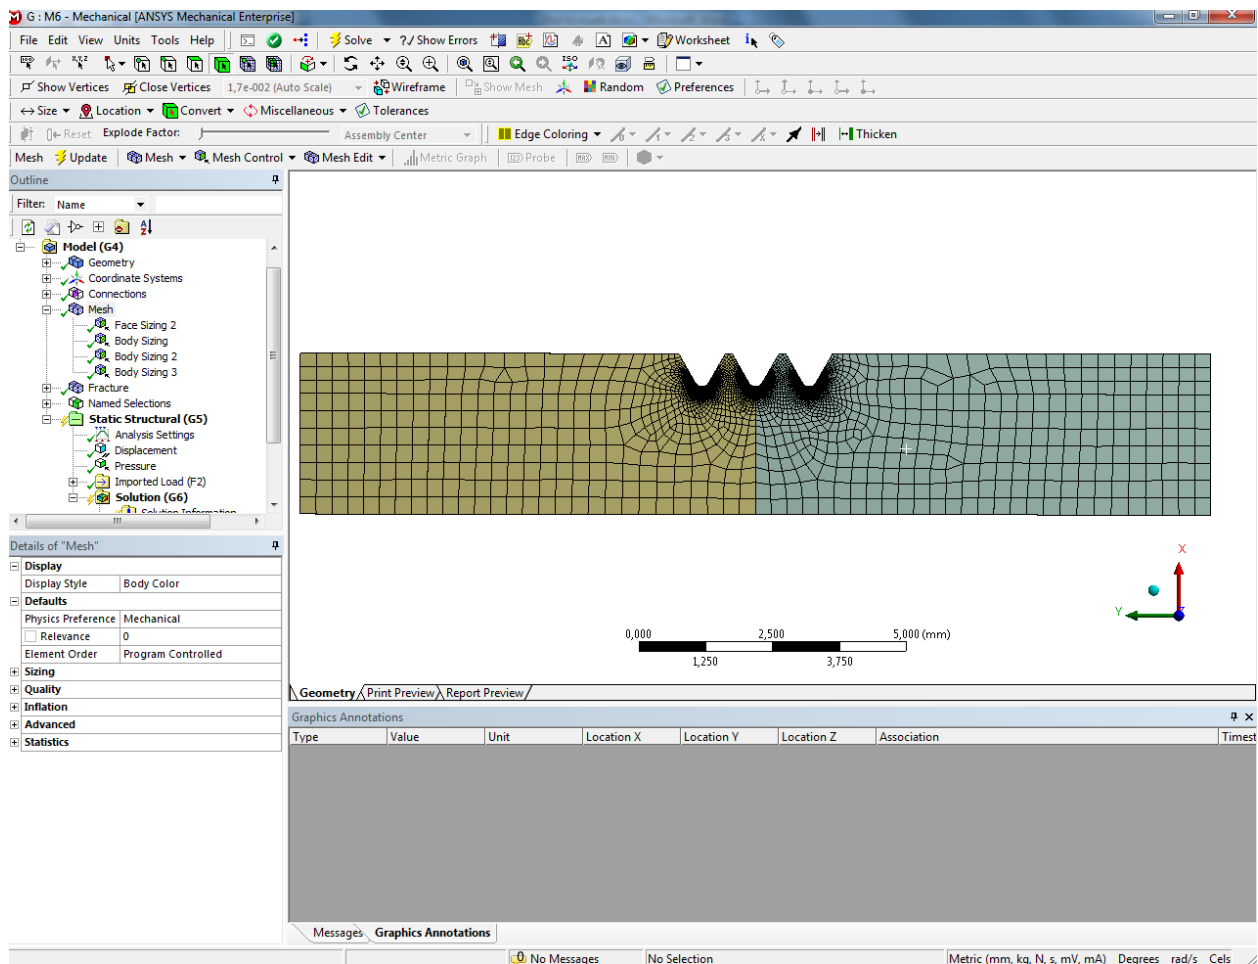 G : M6 - Mechanical [ANSYS Mechanical Enterprise]
File Edit View Units Tools Help Solve ?/ Show Errors Worksheet
Show Vertices Close Vertices 1,7e-002 (Auto Scale) Wireframe Show Mesh Random Preferences
Size Location Convert Miscellaneous Tolerances
Reset Explode Factor: Assembly Center Edge Coloring Thicken
Mesh Update Mesh Mesh Control Mesh Edit Metric Graph Probe
Outline
Filter: Name
Model (G4)
Geometry
Coordinate Systems
Connections
Mesh
Face Sizing 2
Body Sizing
Body Sizing 2
Body Sizing 3
Fracture
Named Selections
Static Structural (G5)
Analysis Settings
Displacement
Pressure
Imported Load (F2)
Solution (G6)
Solution Information
Details of "Mesh"
Display
Display Style Body Color
Defaults
Physics Preference Mechanical
Relevance 0
Element Order Program Controlled
Sizing
Quality
Inflation
Advanced
Statistics
X
Y
0,000 2,500 5,000 (mm)
1,250 3,750
Geometry Print Preview Report Preview
Graphics Annotations
Type Value Unit Location X Location Y Location Z Association Timest
Messages Graphics Annotations
0 No Messages No Selection Metric (mm, kg, N, s, mV, mA) Degrees rad/s Cels